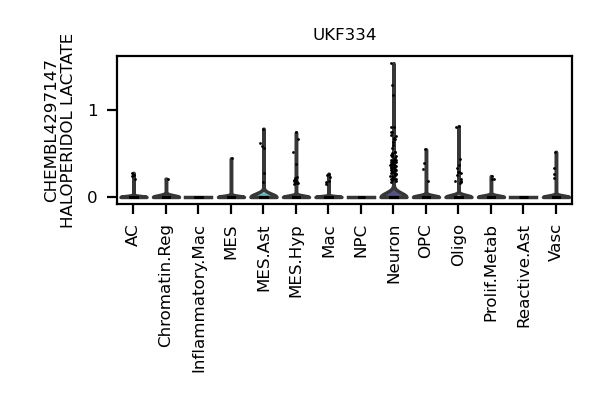 UKF334
CHEMBL4297147
HALOPERIDOL LACTATE
1
0
AC
Chromatin.Reg
Inflammatory.Mac
MES
MES.Ast
MES.Hyp
Mac
NPC
Neuron
OPC
Oligo
Prolif.Metab
Reactive.Ast
Vasc